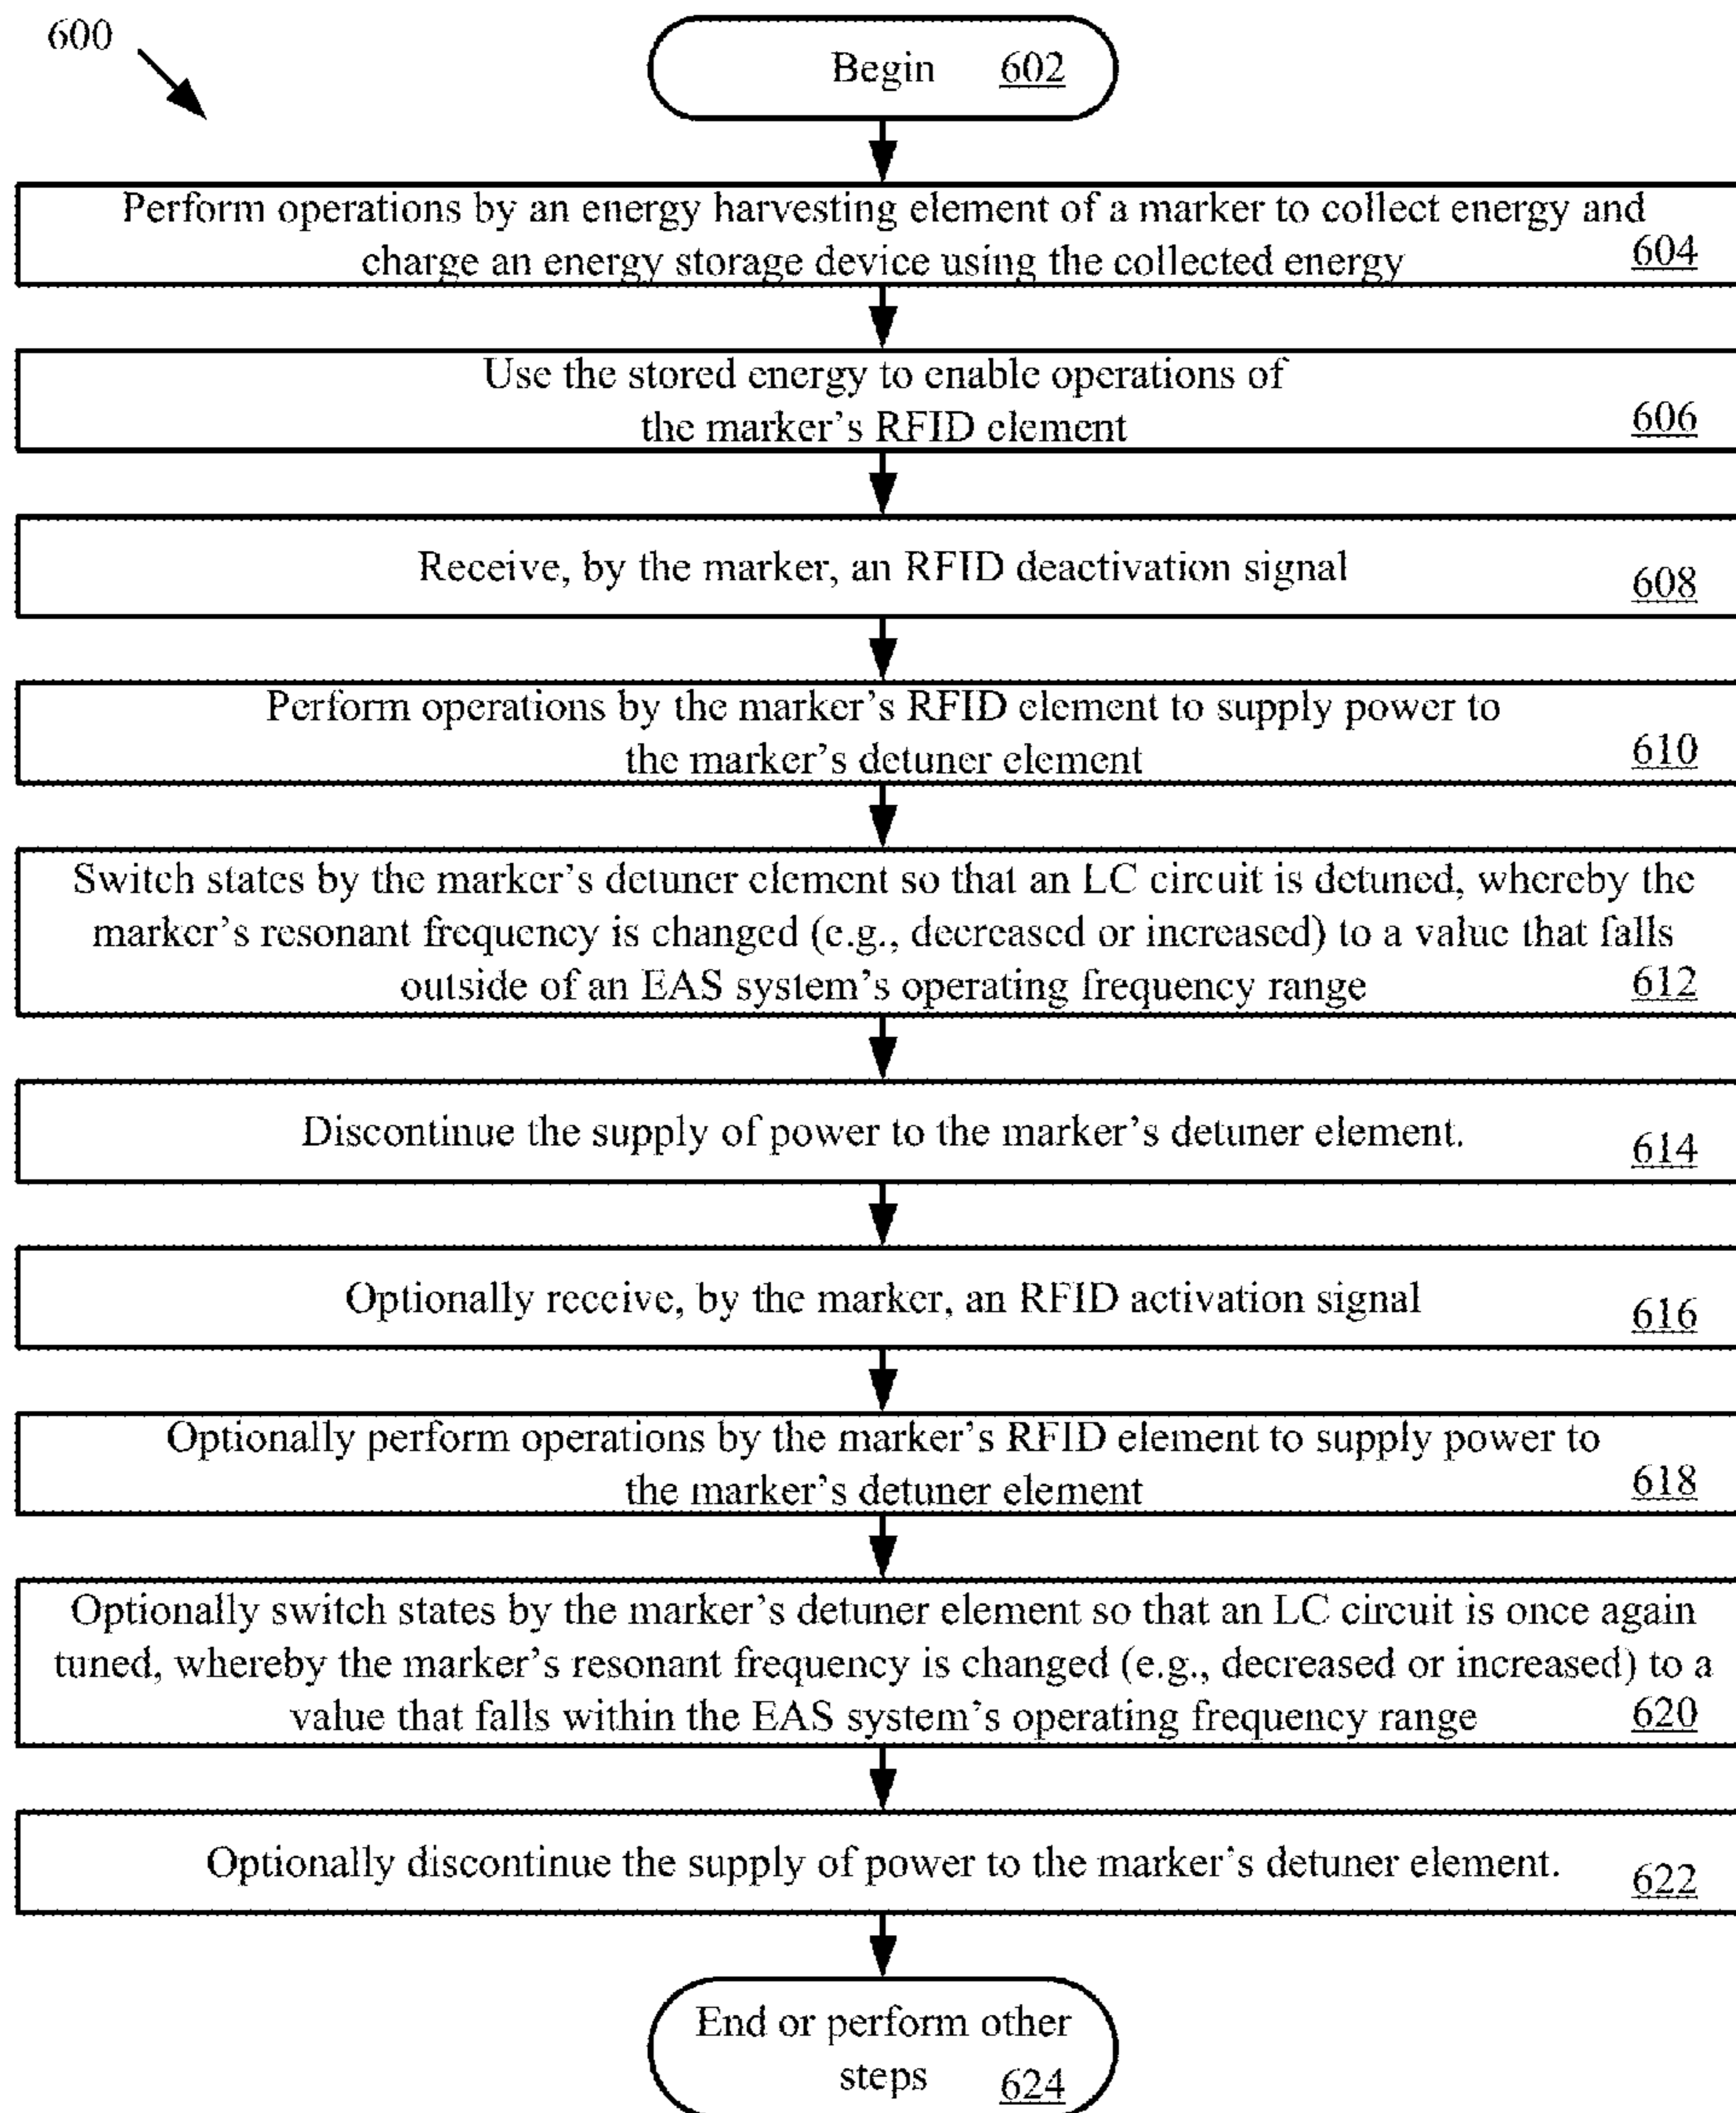 600
Begin 602
Perform operations by an energy harvesting element of a marker to collect energy and
charge an energy storage device using the collected energy 604
Use the stored energy to enable operations of
the marker's RFID element 606
Receive, by the marker, an RFID deactivation signal 608
Perform operations by the marker's RFID element to supply power to
the marker's detuner element 610
Switch states by the marker's detuner element so that an LC circuit is detuned, whereby the
marker's resonant frequency is changed (e.g., decreased or increased) to a value that falls
outside of an EAS system's operating frequency range 612
Discontinue the supply of power to the marker's detuner element. 614
Optionally receive, by the marker, an RFID activation signal 616
Optionally perform operations by the marker's RFID element to supply power to
the marker's detuner element 618
Optionally switch states by the marker's detuner element so that an LC circuit is once again
tuned, whereby the marker's resonant frequency is changed (e.g., decreased or increased) to a
value that falls within the EAS system's operating frequency range 620
Optionally discontinue the supply of power to the marker's detuner element. 622
End or perform other
steps 624